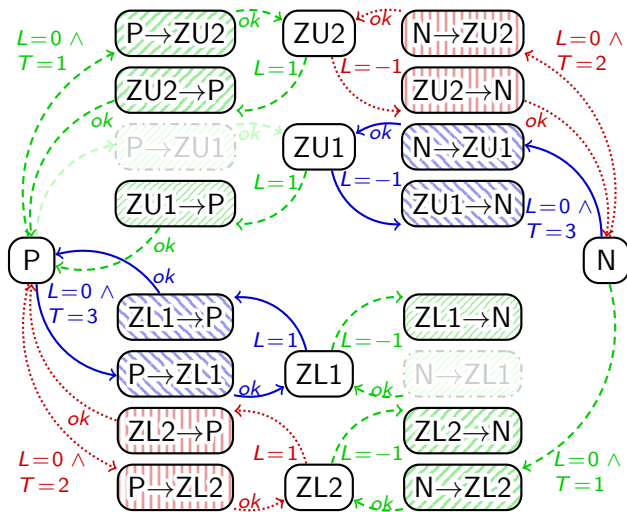 P→ZU2 ok ZU2 ok N→ZU2
L=0 ∧
T=1
L=0 ∧
T=2
ZU2→P L=1 L=−1 ZU2→N
ok ok
P→ZU1 ok ZU1 ok N→ZU1
ZU1→P L=1 L=−1 ZU1→N
L=0 ∧
T=3
ok
P N
ok
L=0 ∧
T=3
ZL1→P L=1 L=−1 ZL1→N
P→ZL1 ok ZL1 ok N→ZL1
ok
ZL2→P L=1 L=−1 ZL2→N
L=0 ∧
T=2
L=0 ∧
T=1
P→ZL2 ok ZL2 ok N→ZL2